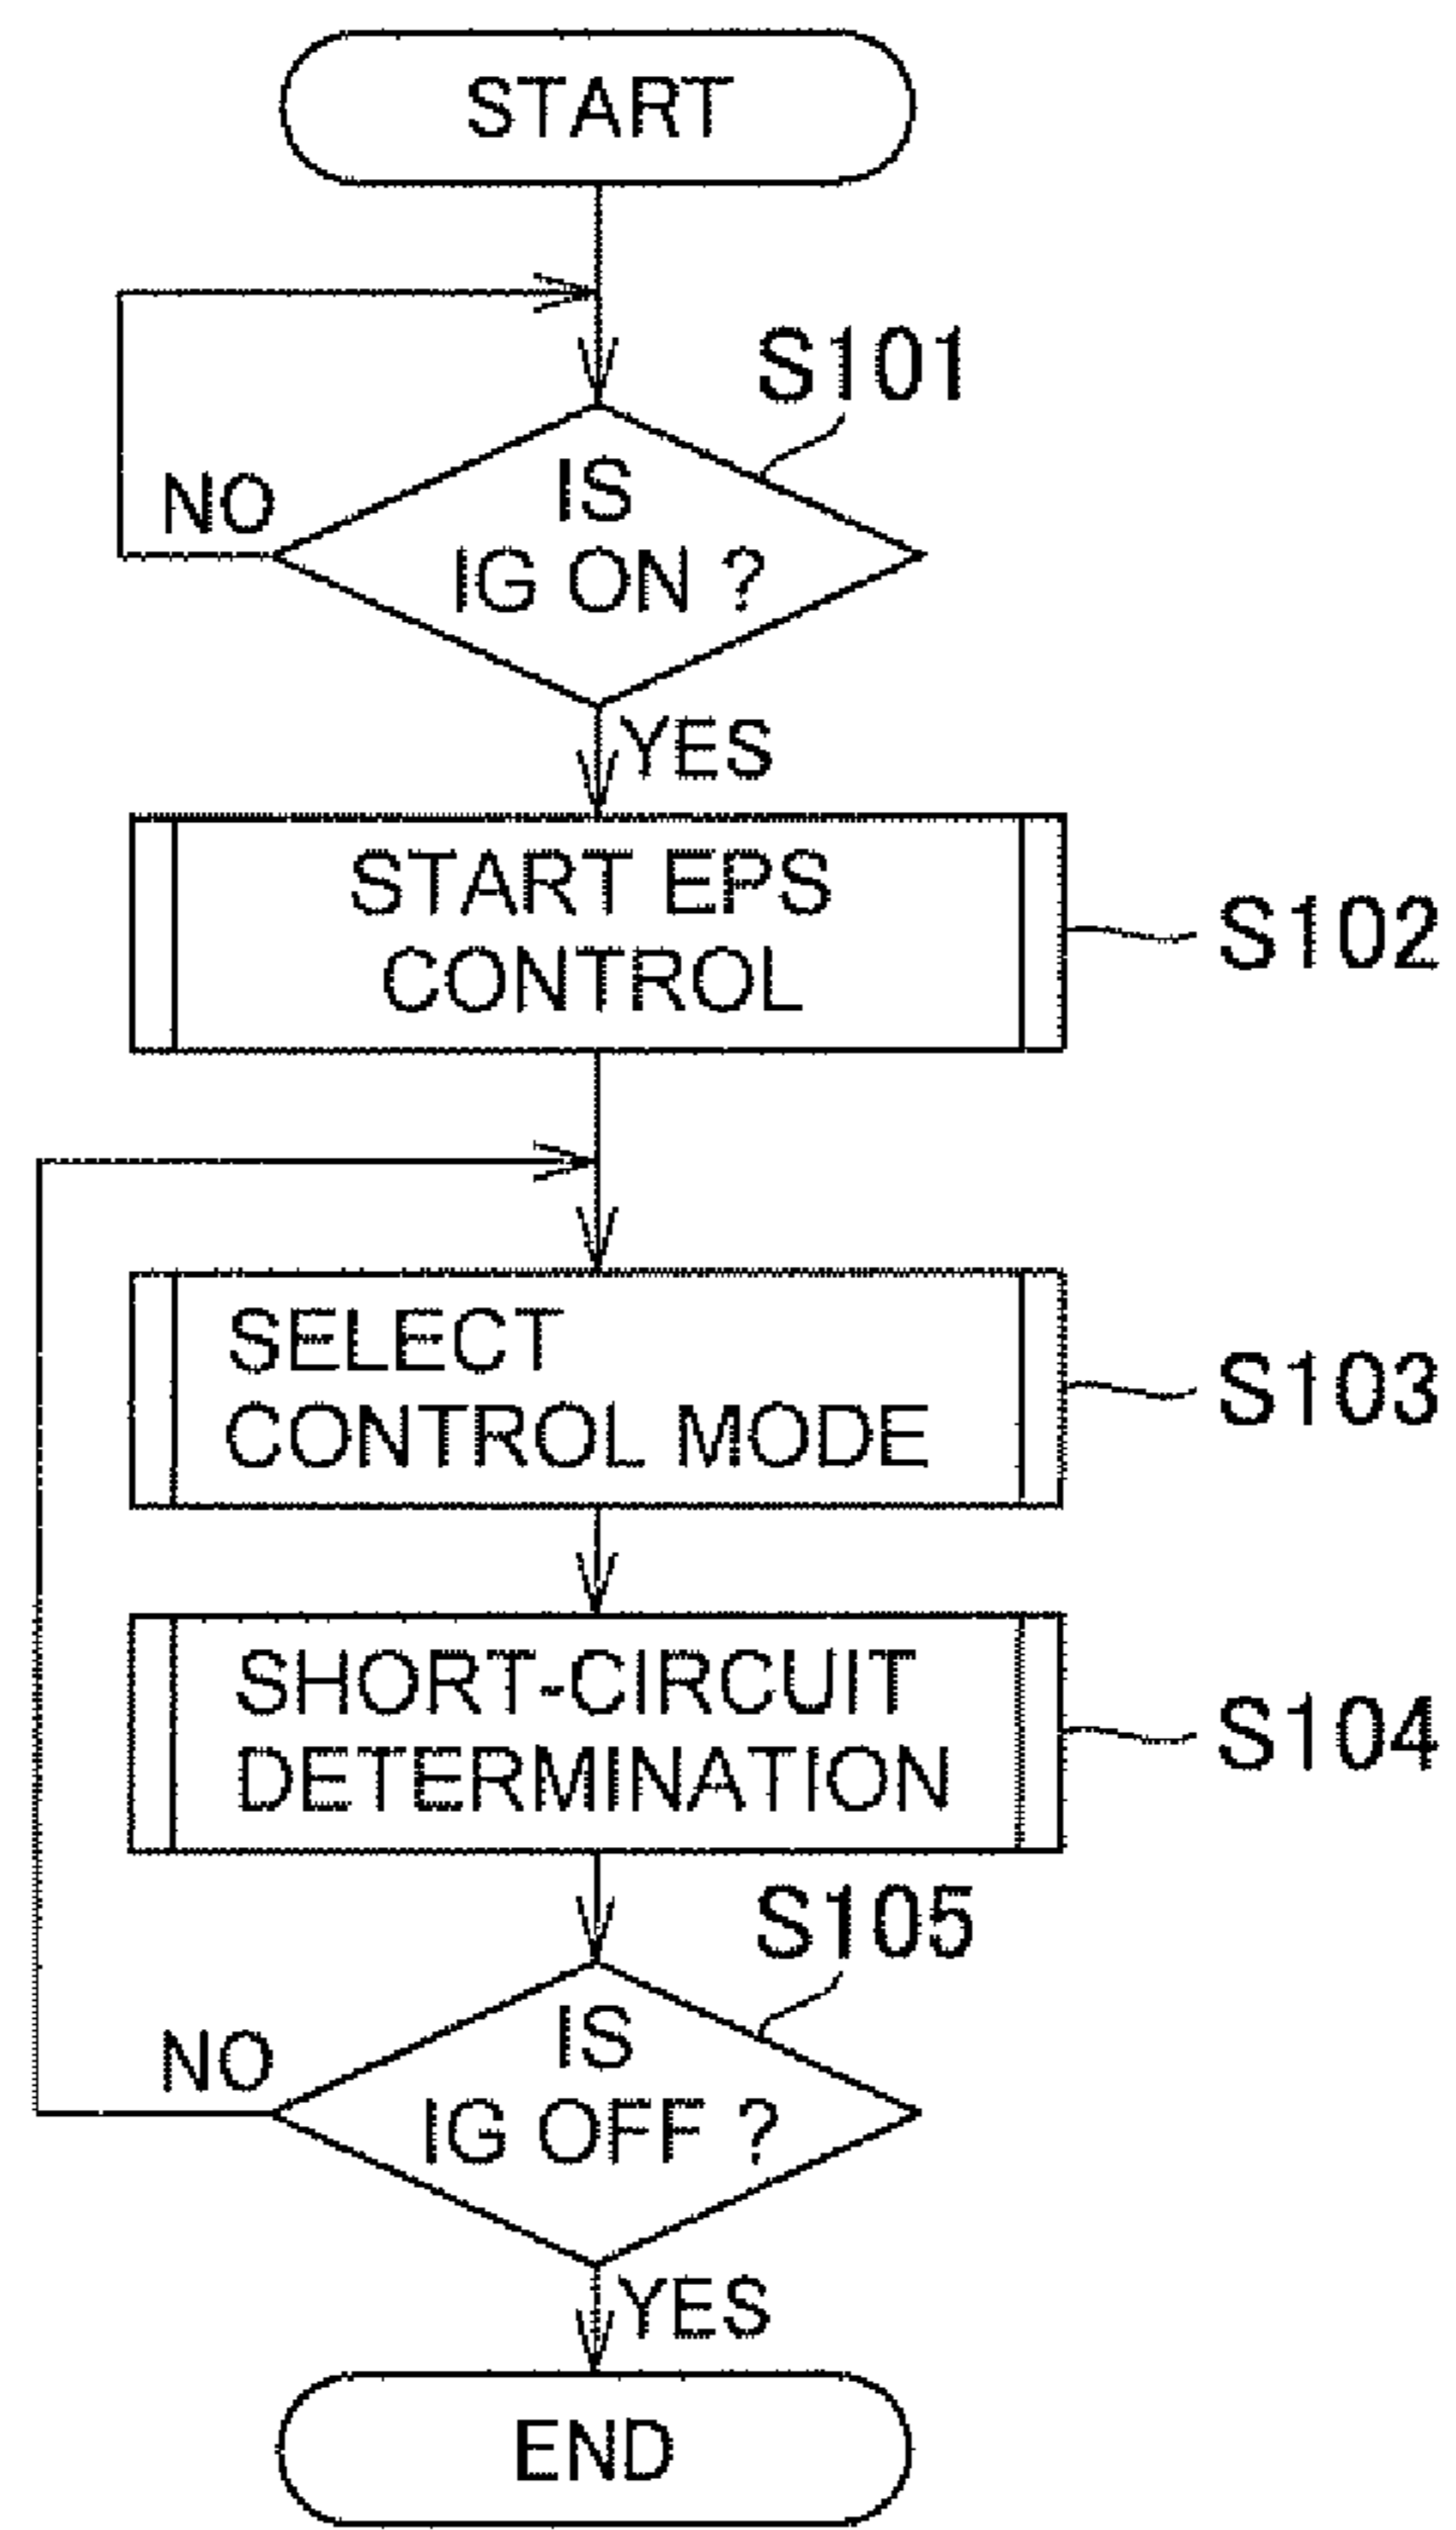 START
S101
IS
IG ON ?
NO
YES
START EPS
CONTROL
S102
SELECT
CONTROL MODE
S103
SHORT-CIRCUIT
DETERMINATION
S104
S105
IS
IG OFF ?
NO
YES
END